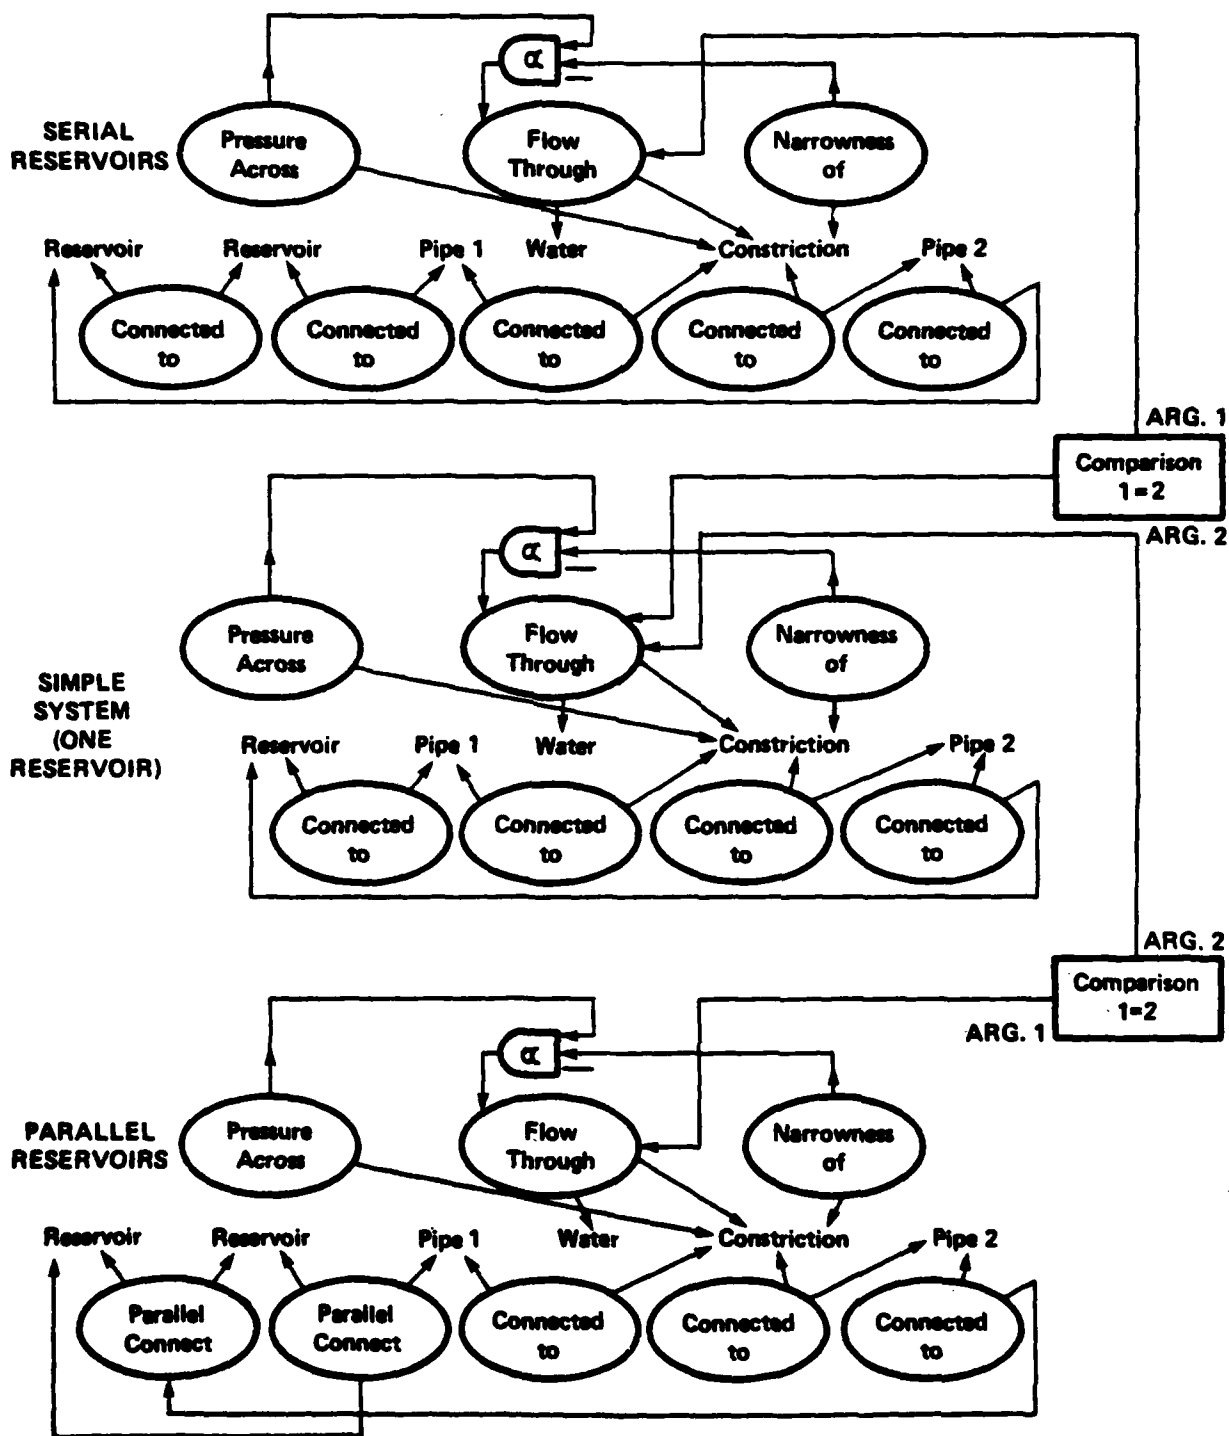 α
SERIAL
RESERVOIRS
Pressure
Across
Flow
Through
Narrowness
of
Reservoir
Reservoir
Pipe 1
Water
Constriction
Pipe 2
Connected
to
Connected
to
Connected
to
Connected
to
Connected
to
ARG. 1
Comparison
1=2
ARG. 2
α
Pressure
Across
Flow
Through
Narrowness
of
SIMPLE
SYSTEM
(ONE
RESERVOIR)
Reservoir
Pipe 1
Water
Constriction
Pipe 2
Connected
to
Connected
to
Connected
to
Connected
to
ARG. 2
Comparison
1=2
ARG. 1
α
PARALLEL
RESERVOIRS
Pressure
Across
Flow
Through
Narrowness
of
Reservoir
Reservoir
Pipe 1
Water
Constriction
Pipe 2
Parallel
Connect
Parallel
Connect
Connected
to
Connected
to
Connected
to